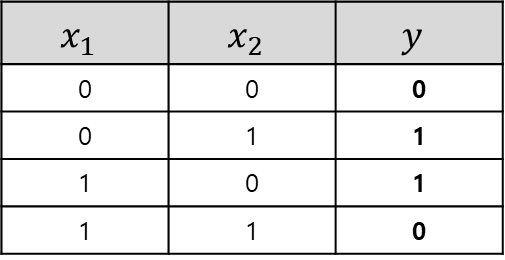 x₁ x₂ y
0 0 0
0 1 1
1 0 1
1 1 0